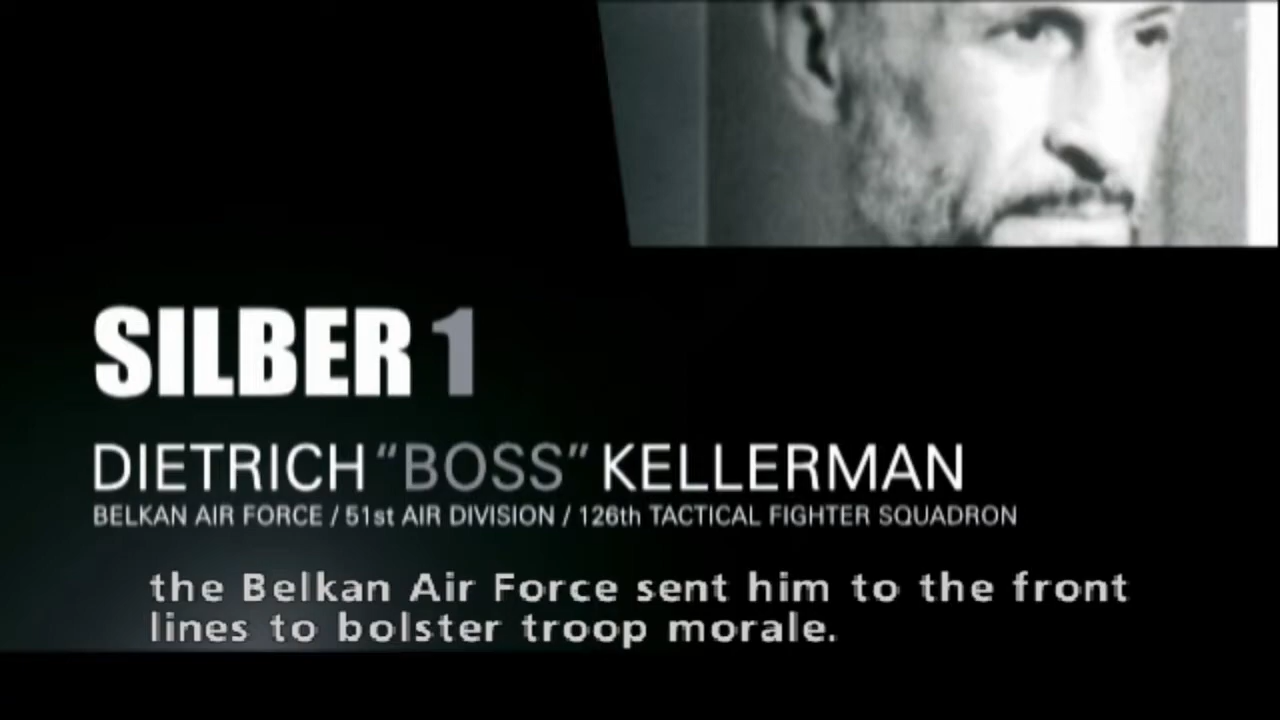 SILBER 1
DIETRICH “BOSS” KELLERMAN
BELKAN AIR FORCE / 51st AIR DIVISION / 126th TACTICAL FIGHTER SQUADRON
the Belkan Air Force sent him to the front
lines to bolster troop morale.